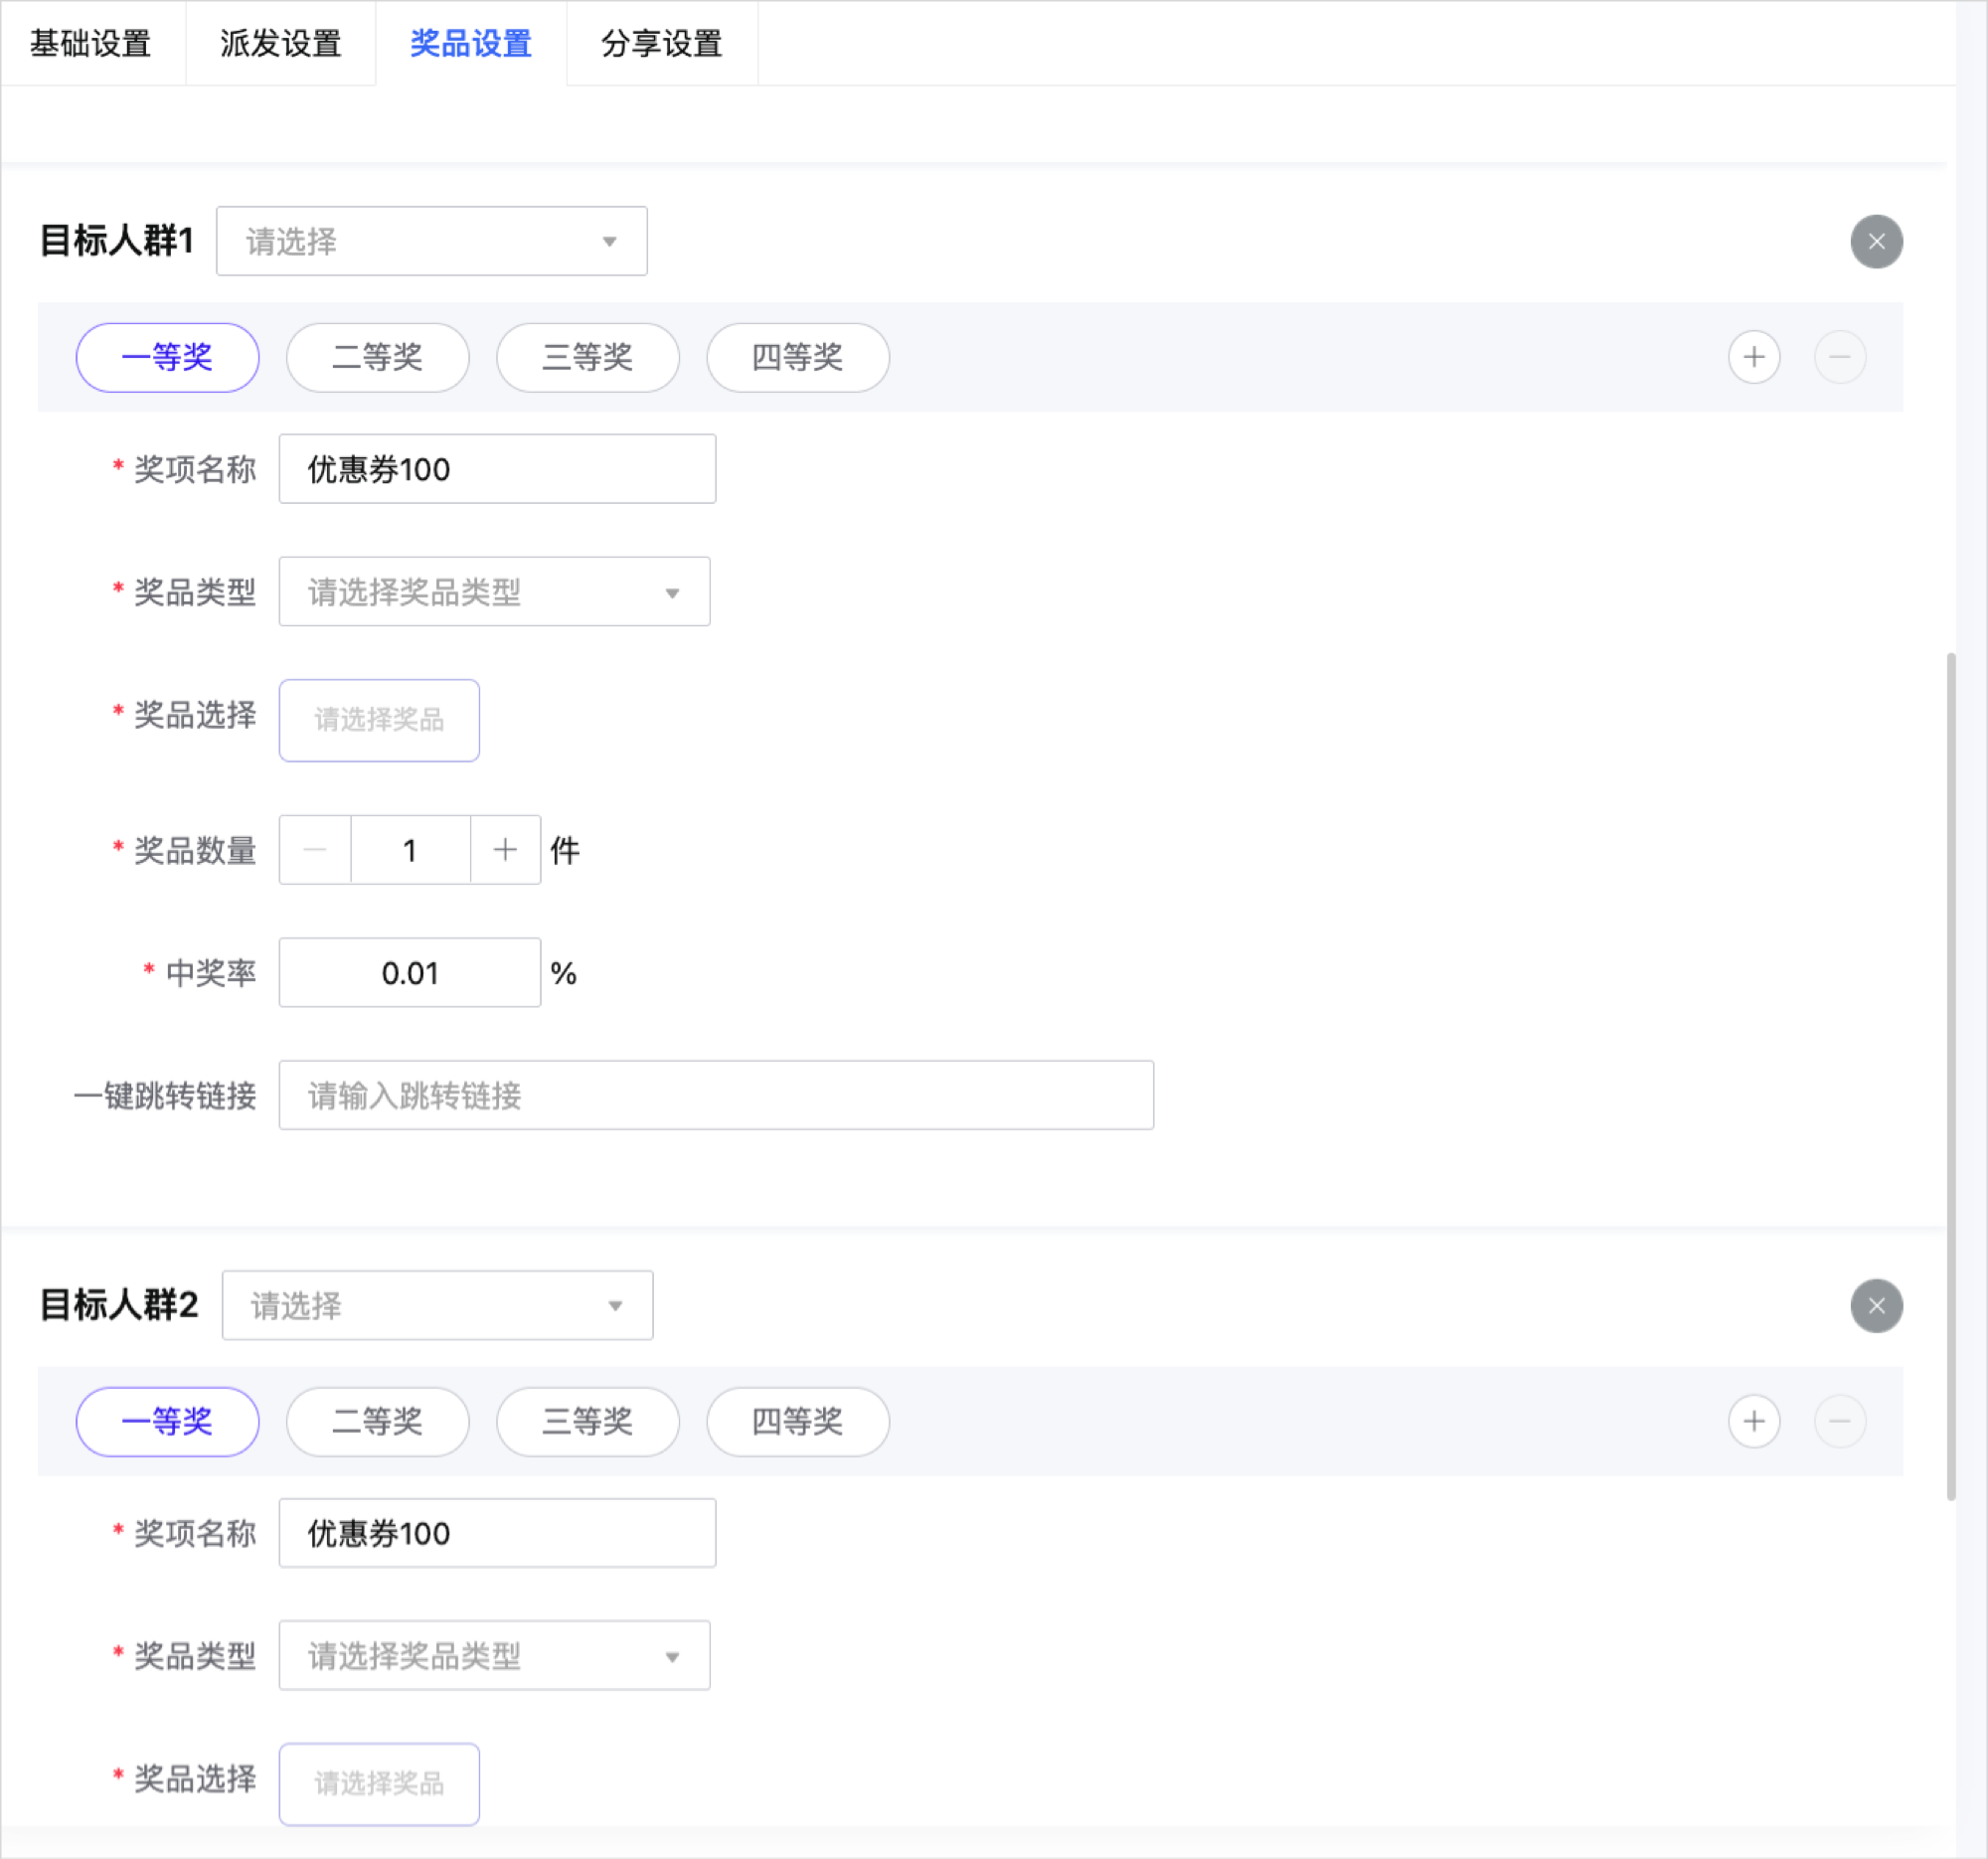 基础设置 派发设置 奖品设置 分享设置
目标人群1 请选择
一等奖 二等奖 三等奖 四等奖
* 奖项名称 优惠券100
* 奖品类型 请选择奖品类型
* 奖品选择 请选择奖品
* 奖品数量 1 件
* 中奖率 0.01 %
一键跳转链接 请输入跳转链接
目标人群2 请选择
一等奖 二等奖 三等奖 四等奖
* 奖项名称 优惠券100
* 奖品类型 请选择奖品类型
* 奖品选择 请选择奖品